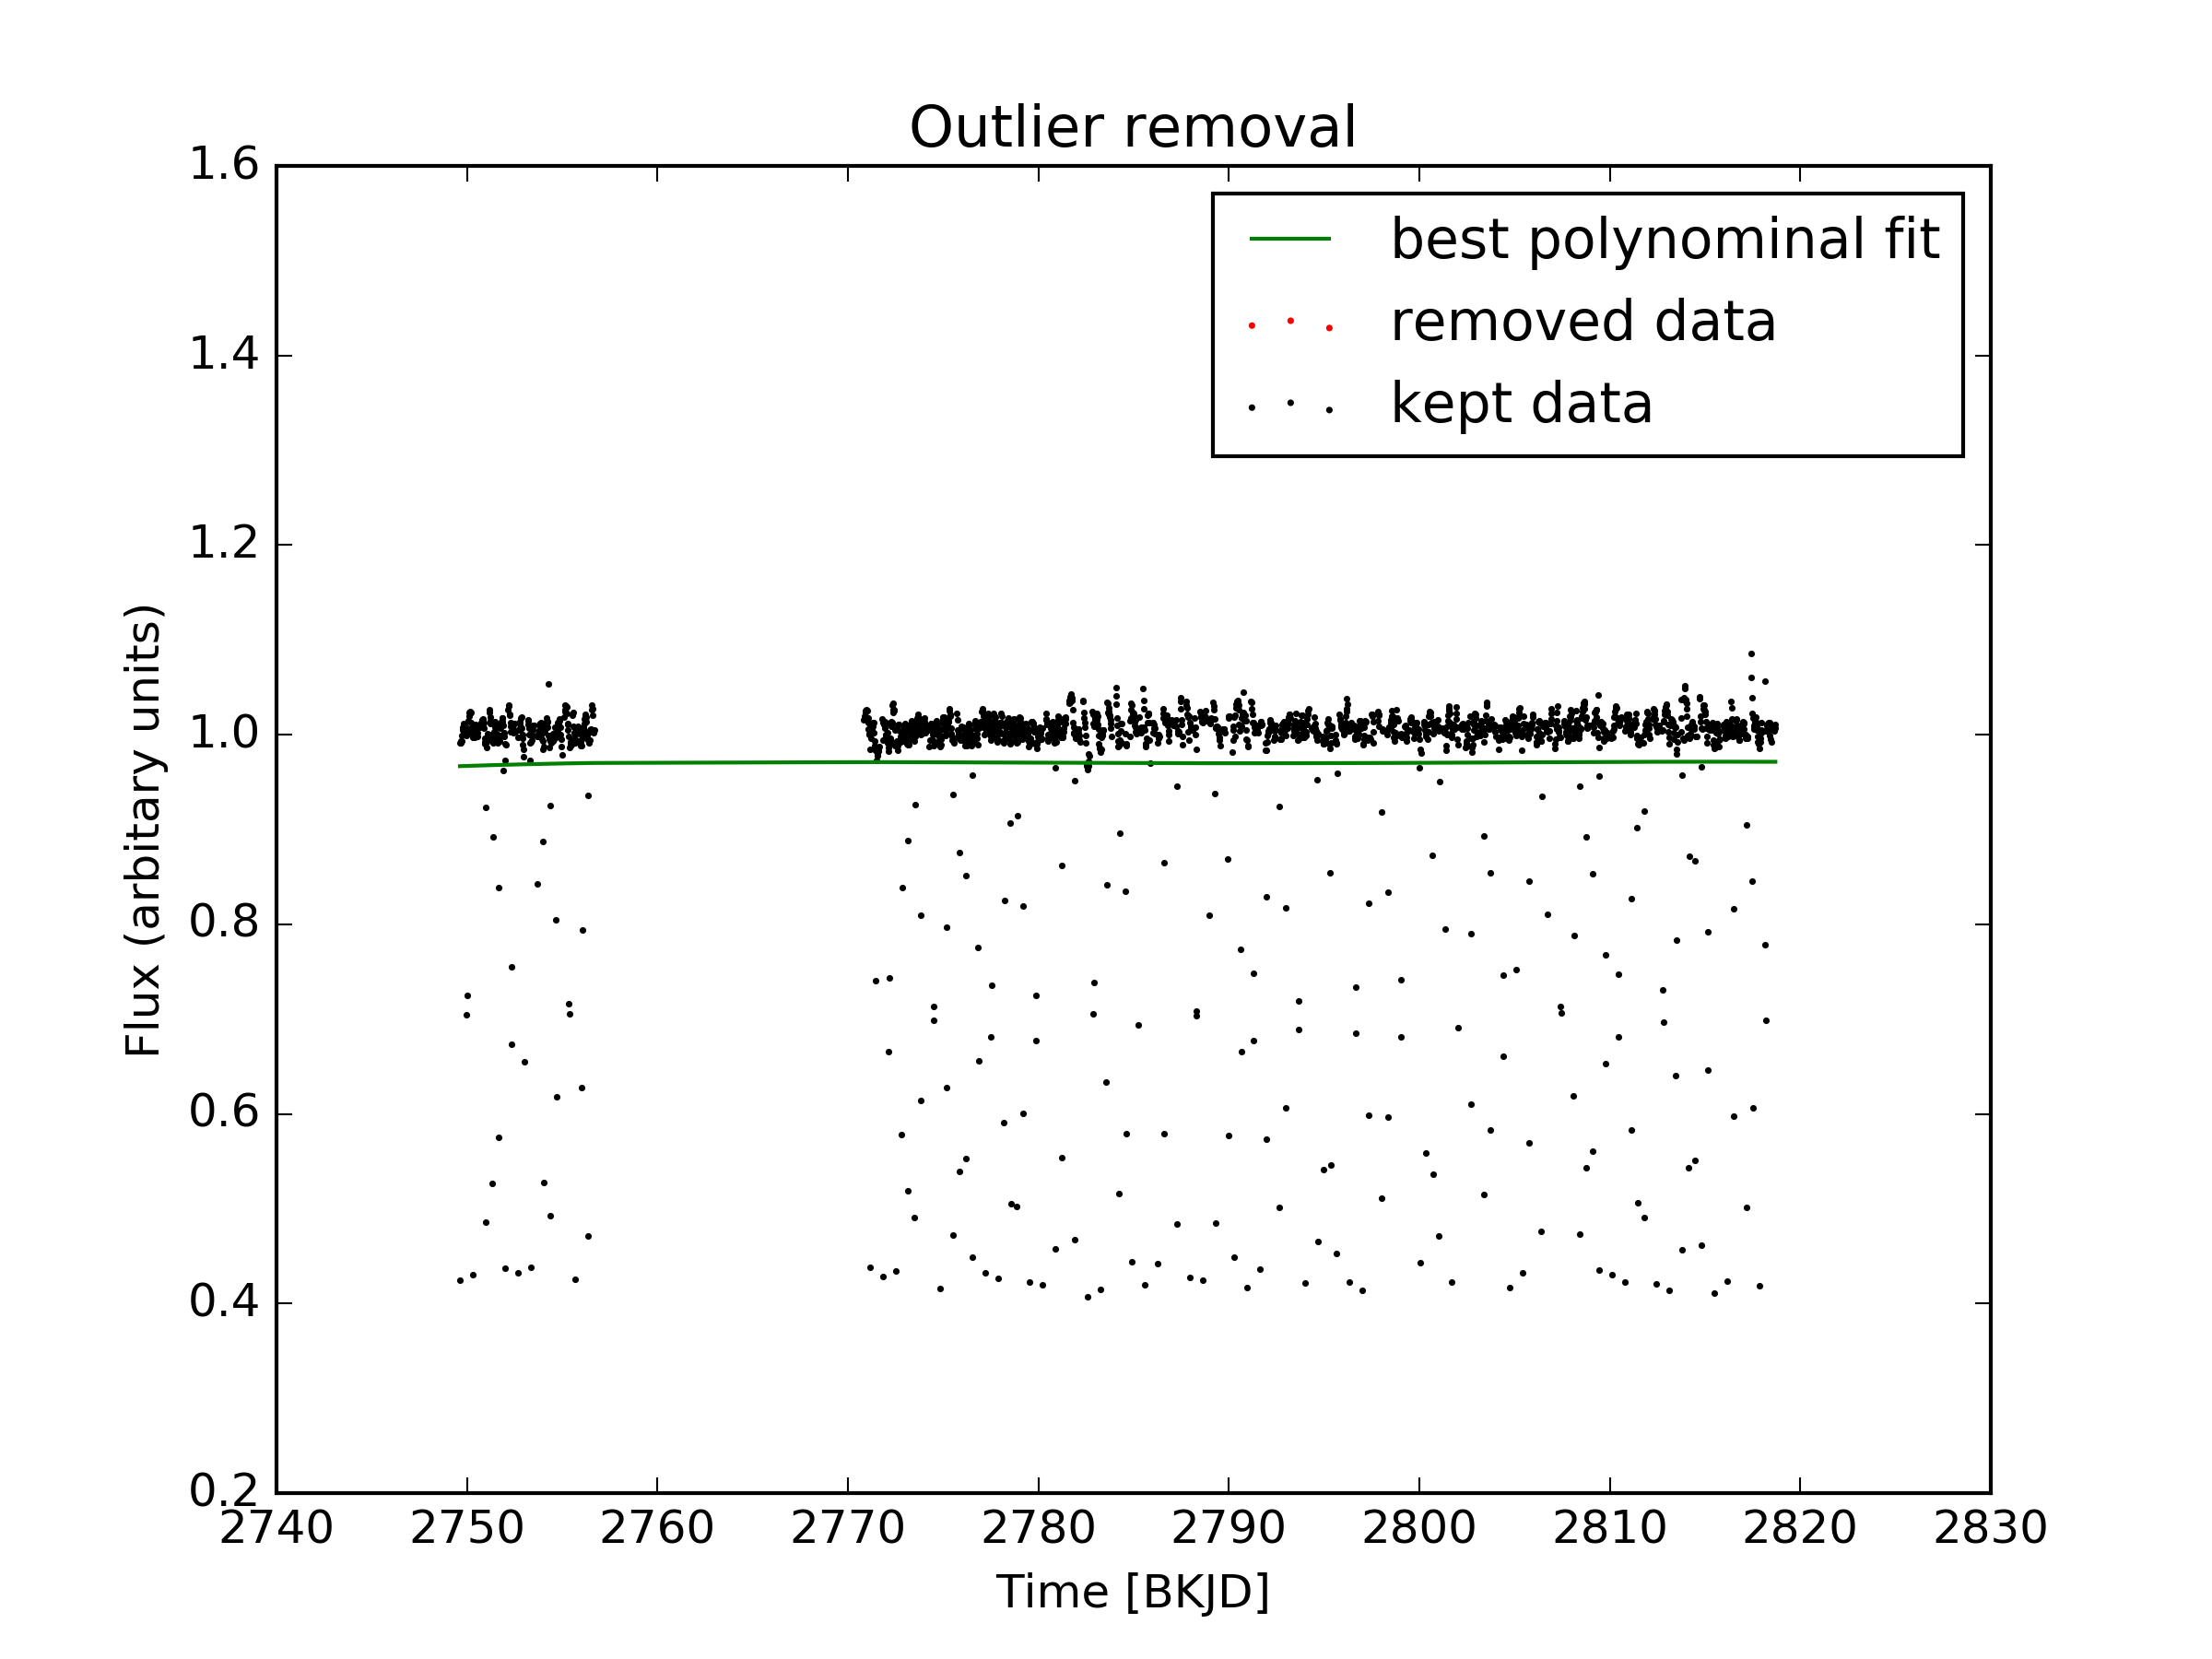 Outlier removal
best polynominal fit
removed data
kept data
Flux (arbitary units)
1.6
1.4
1.2
1.0
0.8
0.6
0.4
0.2
2740 2750 2760 2770 2780 2790 2800 2810 2820 2830
Time [BKJD]